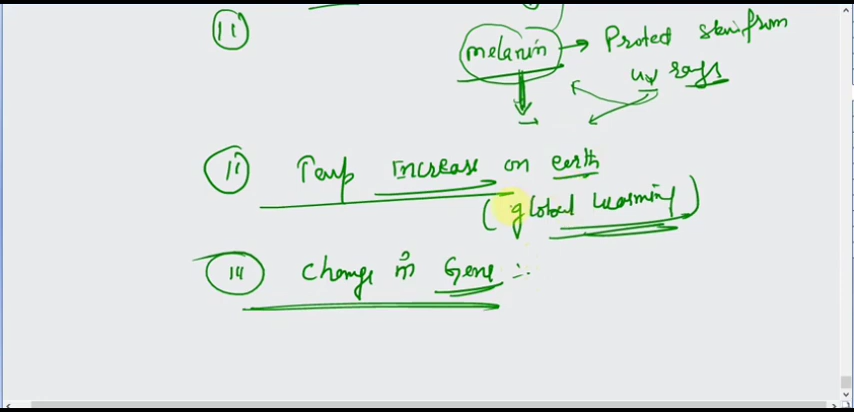 11
melanin → Protect skin from
uv rays
11 Temp Increase on earth
(global warming)
14 Change in Gene :-